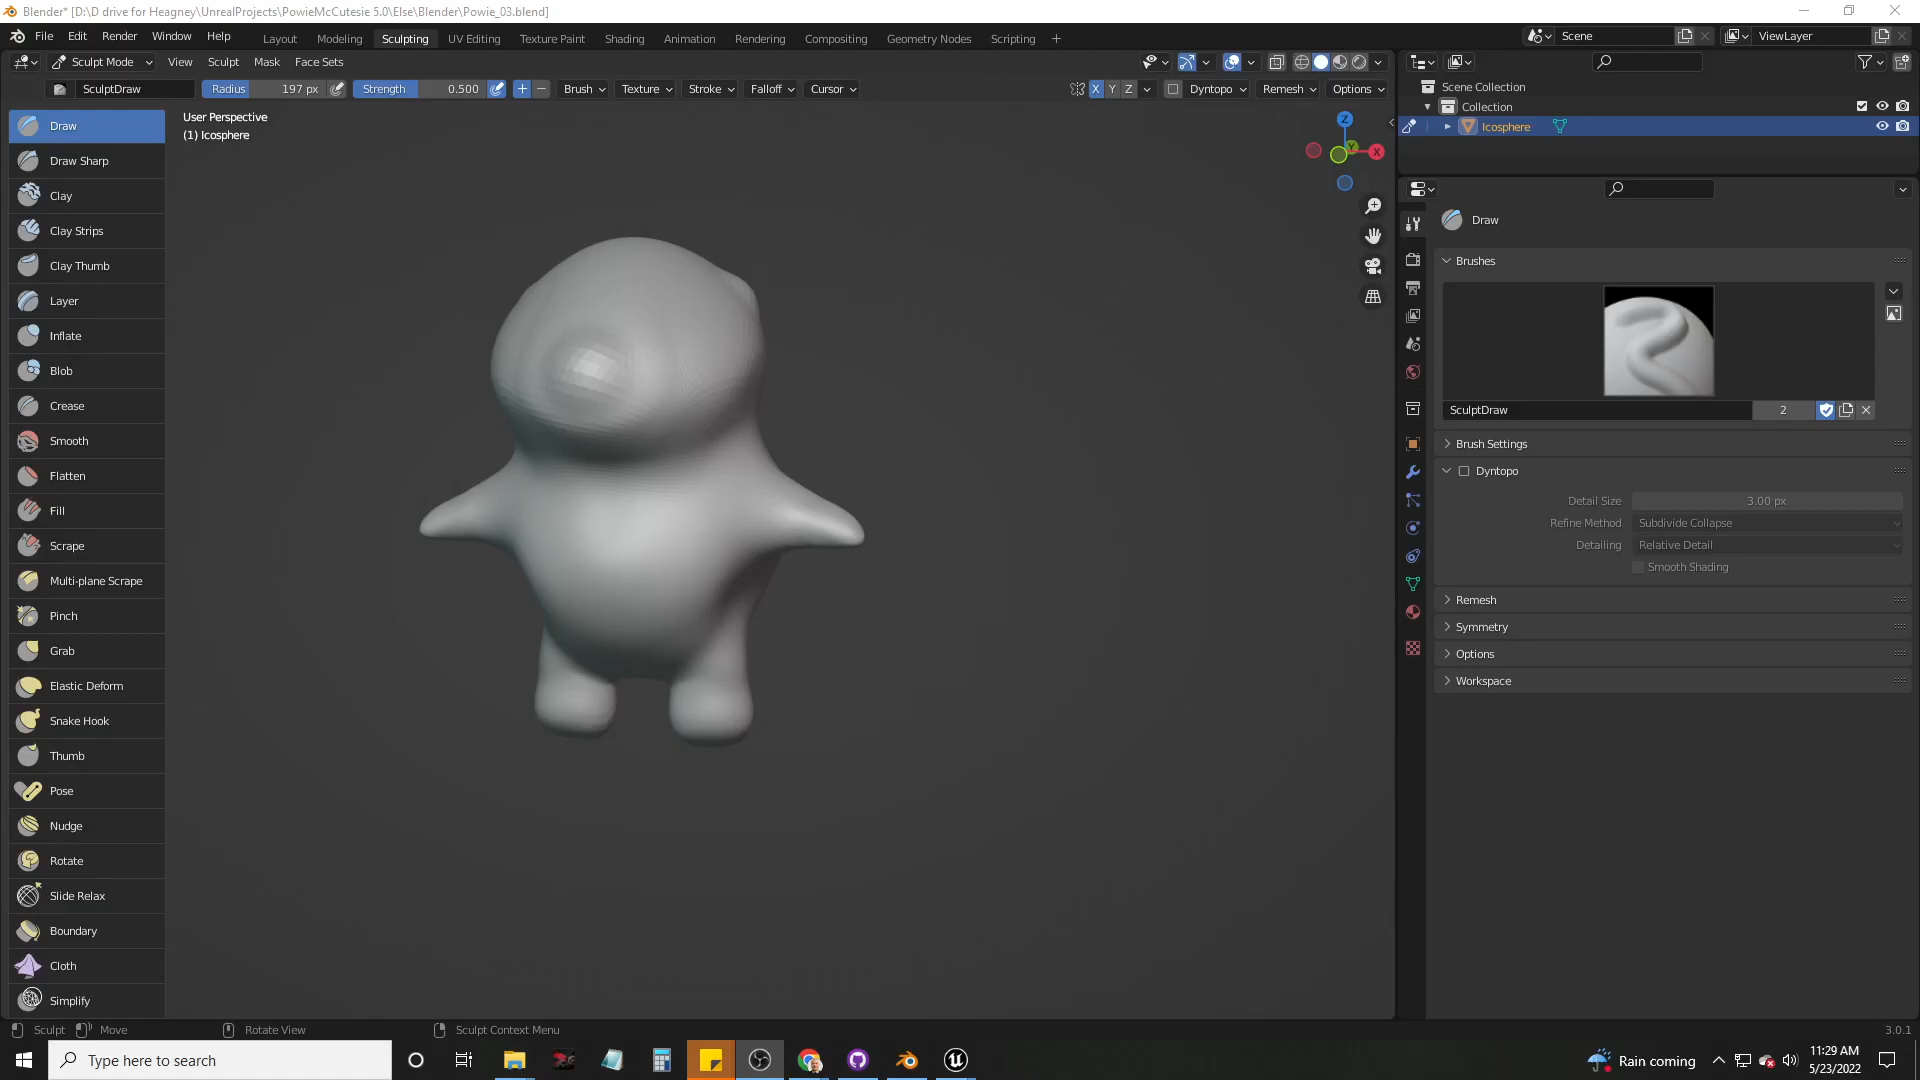 Blender* [D:\D drive for Heagney\UnrealProjects\PowieMcCutesie 5.0\Else\Blender\Powie_03.blend]
File Edit Render Window Help Layout Modeling Sculpting UV Editing Texture Paint Shading Animation Rendering Compositing Geometry Nodes Scripting + Scene ViewLayer
Sculpt Mode View Sculpt Mask Face Sets
SculptDraw Radius 197 px Strength 0.500 Brush Texture Stroke Falloff Cursor X Y Z Dyntopo Remesh Options
Scene Collection
Collection
Icosphere
User Perspective
(1) Icosphere
Z
Y
X
Draw
Draw Sharp
Clay
Clay Strips
Clay Thumb
Layer
Inflate
Blob
Crease
Smooth
Flatten
Fill
Scrape
Multi-plane Scrape
Pinch
Grab
Elastic Deform
Snake Hook
Thumb
Pose
Nudge
Rotate
Slide Relax
Boundary
Cloth
Simplify
Draw
Brushes
SculptDraw 2
Brush Settings
Dyntopo
Detail Size 3.00 px
Refine Method Subdivide Collapse
Detailing Relative Detail
Smooth Shading
Remesh
Symmetry
Options
Workspace
Sculpt Move Rotate View Sculpt Context Menu 3.0.1
Type here to search
Rain coming
11:29 AM
5/23/2022